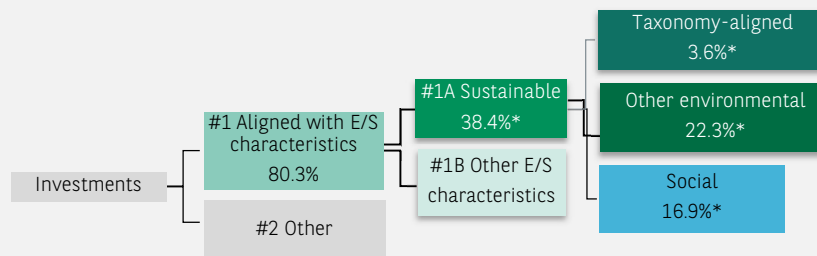 Investments
#1 Aligned with E/S
characteristics
80.3%
#2 Other
#1A Sustainable
38.4%*
#1B Other E/S
characteristics
Taxonomy-aligned
3.6%*
Other environmental
22.3%*
Social
16.9%*